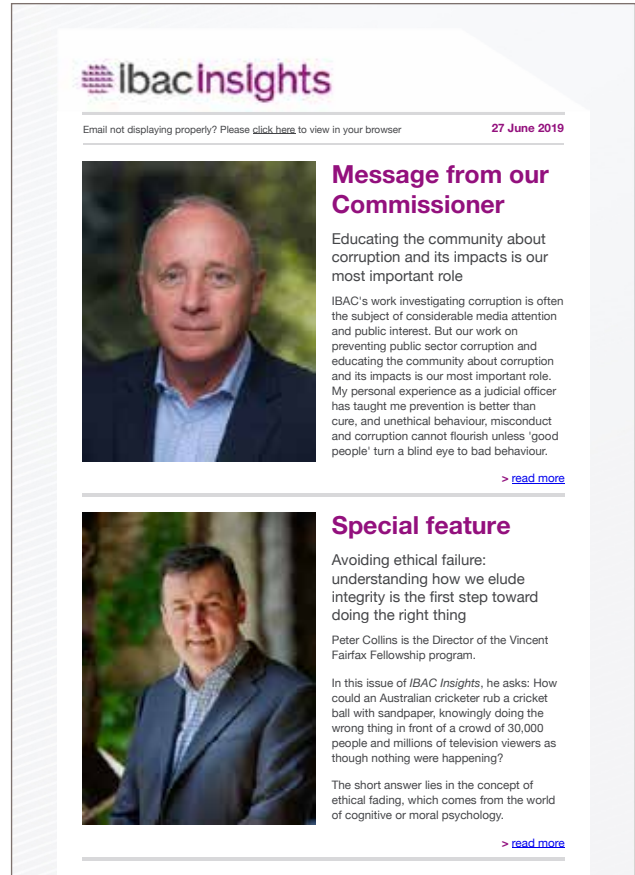 ibacinsights
Email not displaying properly? Please click here to view in your browser
27 June 2019
Message from our
Commissioner
Educating the community about
corruption and its impacts is our
most important role
IBAC's work investigating corruption is often
the subject of considerable media attention
and public interest. But our work on
preventing public sector corruption and
educating the community about corruption
and its impacts is our most important role.
My personal experience as a judicial officer
has taught me prevention is better than
cure, and unethical behaviour, misconduct
and corruption cannot flourish unless 'good
people' turn a blind eye to bad behaviour.
> read more
Special feature
Avoiding ethical failure:
understanding how we elude
integrity is the first step toward
doing the right thing
Peter Collins is the Director of the Vincent
Fairfax Fellowship program.
In this issue of IBAC Insights, he asks: How
could an Australian cricketer rub a cricket
ball with sandpaper, knowingly doing the
wrong thing in front of a crowd of 30,000
people and millions of television viewers as
though nothing were happening?
The short answer lies in the concept of
ethical fading, which comes from the world
of cognitive or moral psychology.
> read more